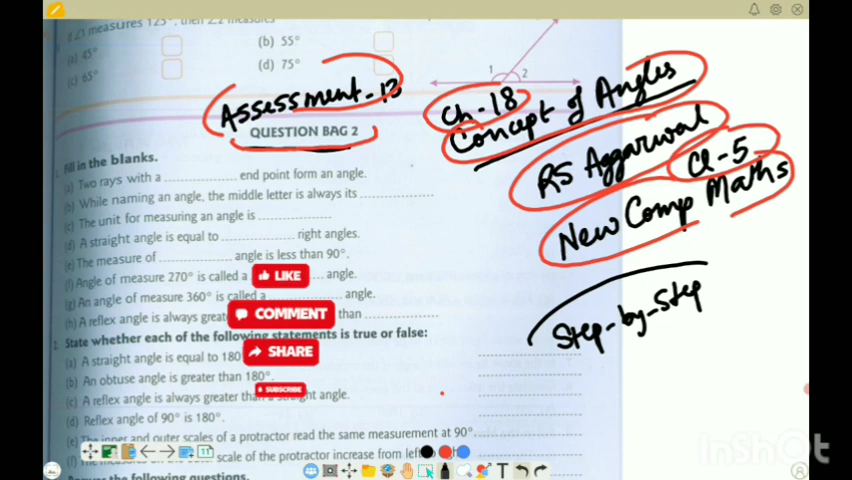 ∠1 measures 125°, then ∠2 measures
(a) 45°
(b) 55°
(c) 65°
(d) 75°
1
2
Assessment-13
Ch-18
Concept of Angles
QUESTION BAG 2
RS Aggarwal
Cl-5
New Comp Maths
Step-by-Step
Fill in the blanks.
(a) Two rays with a ............ end point form an angle.
(b) While naming an angle, the middle letter is always its ............
(c) The unit for measuring an angle is ............
(d) A straight angle is equal to ............ right angles.
(e) The measure of ............ angle is less than 90°.
(f) Angle of measure 270° is called a ... angle.
LIKE
(g) An angle of measure 360° is called a ............ angle.
(h) A reflex angle is always than ............
COMMENT
State whether each of the following statements is true or false:
(a) A straight angle is equal to 180
SHARE
(b) An obtuse angle is greater than 180°.
SUBSCRIBE
(c) A reflex angle is always greater than a straight angle.
(d) Reflex angle of 90° is 180°.
(e) The inner and outer scales of a protractor read the same measurement at 90°
scale of the protractor increase from left
Answer the following questions.
11
T
InShOt